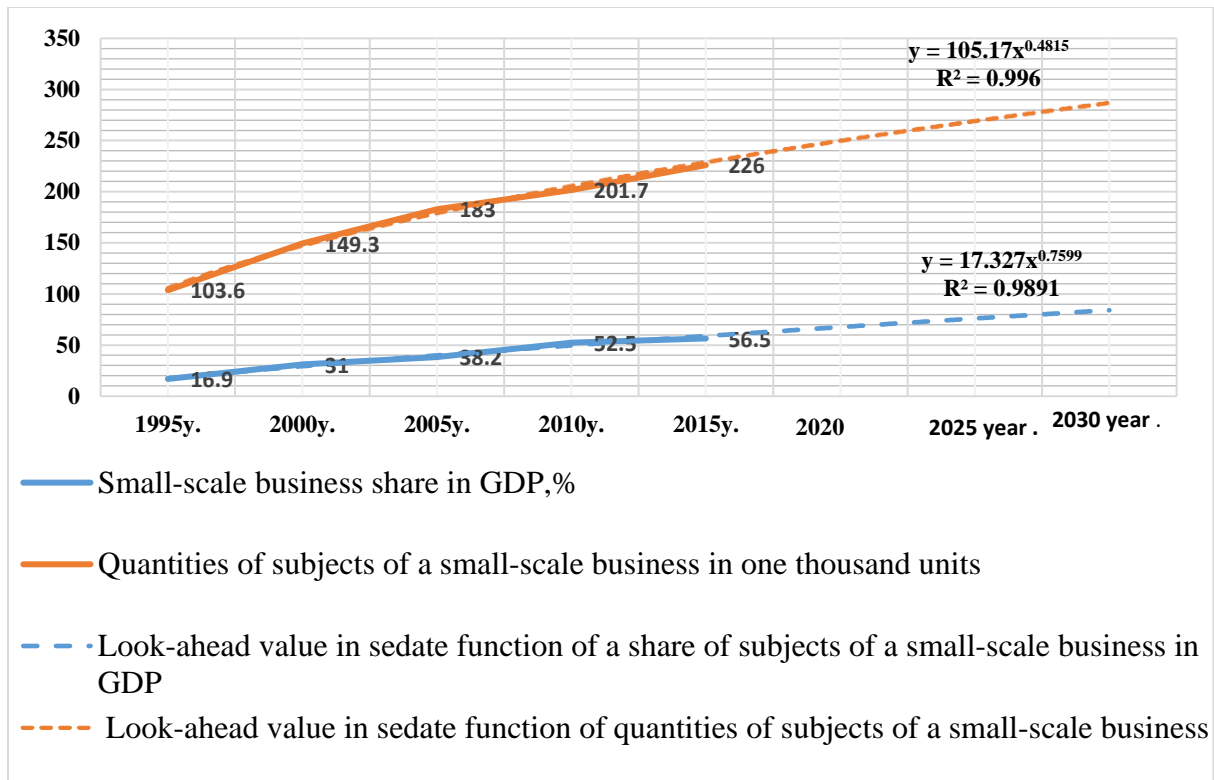 350
300
250
200
150
100
50
0
y = 105.17x^0.4815
R² = 0.996
226
201.7
183
149.3
103.6
y = 17.327x^0.7599
R² = 0.9891
56.5
52.5
38.2
31
16.9
1995y. 2000y. 2005y. 2010y. 2015y. 2020 2025 year . 2030 year .
Small-scale business share in GDP,%
Quantities of subjects of a small-scale business in one thousand units
Look-ahead value in sedate function of a share of subjects of a small-scale business in
GDP
Look-ahead value in sedate function of quantities of subjects of a small-scale business